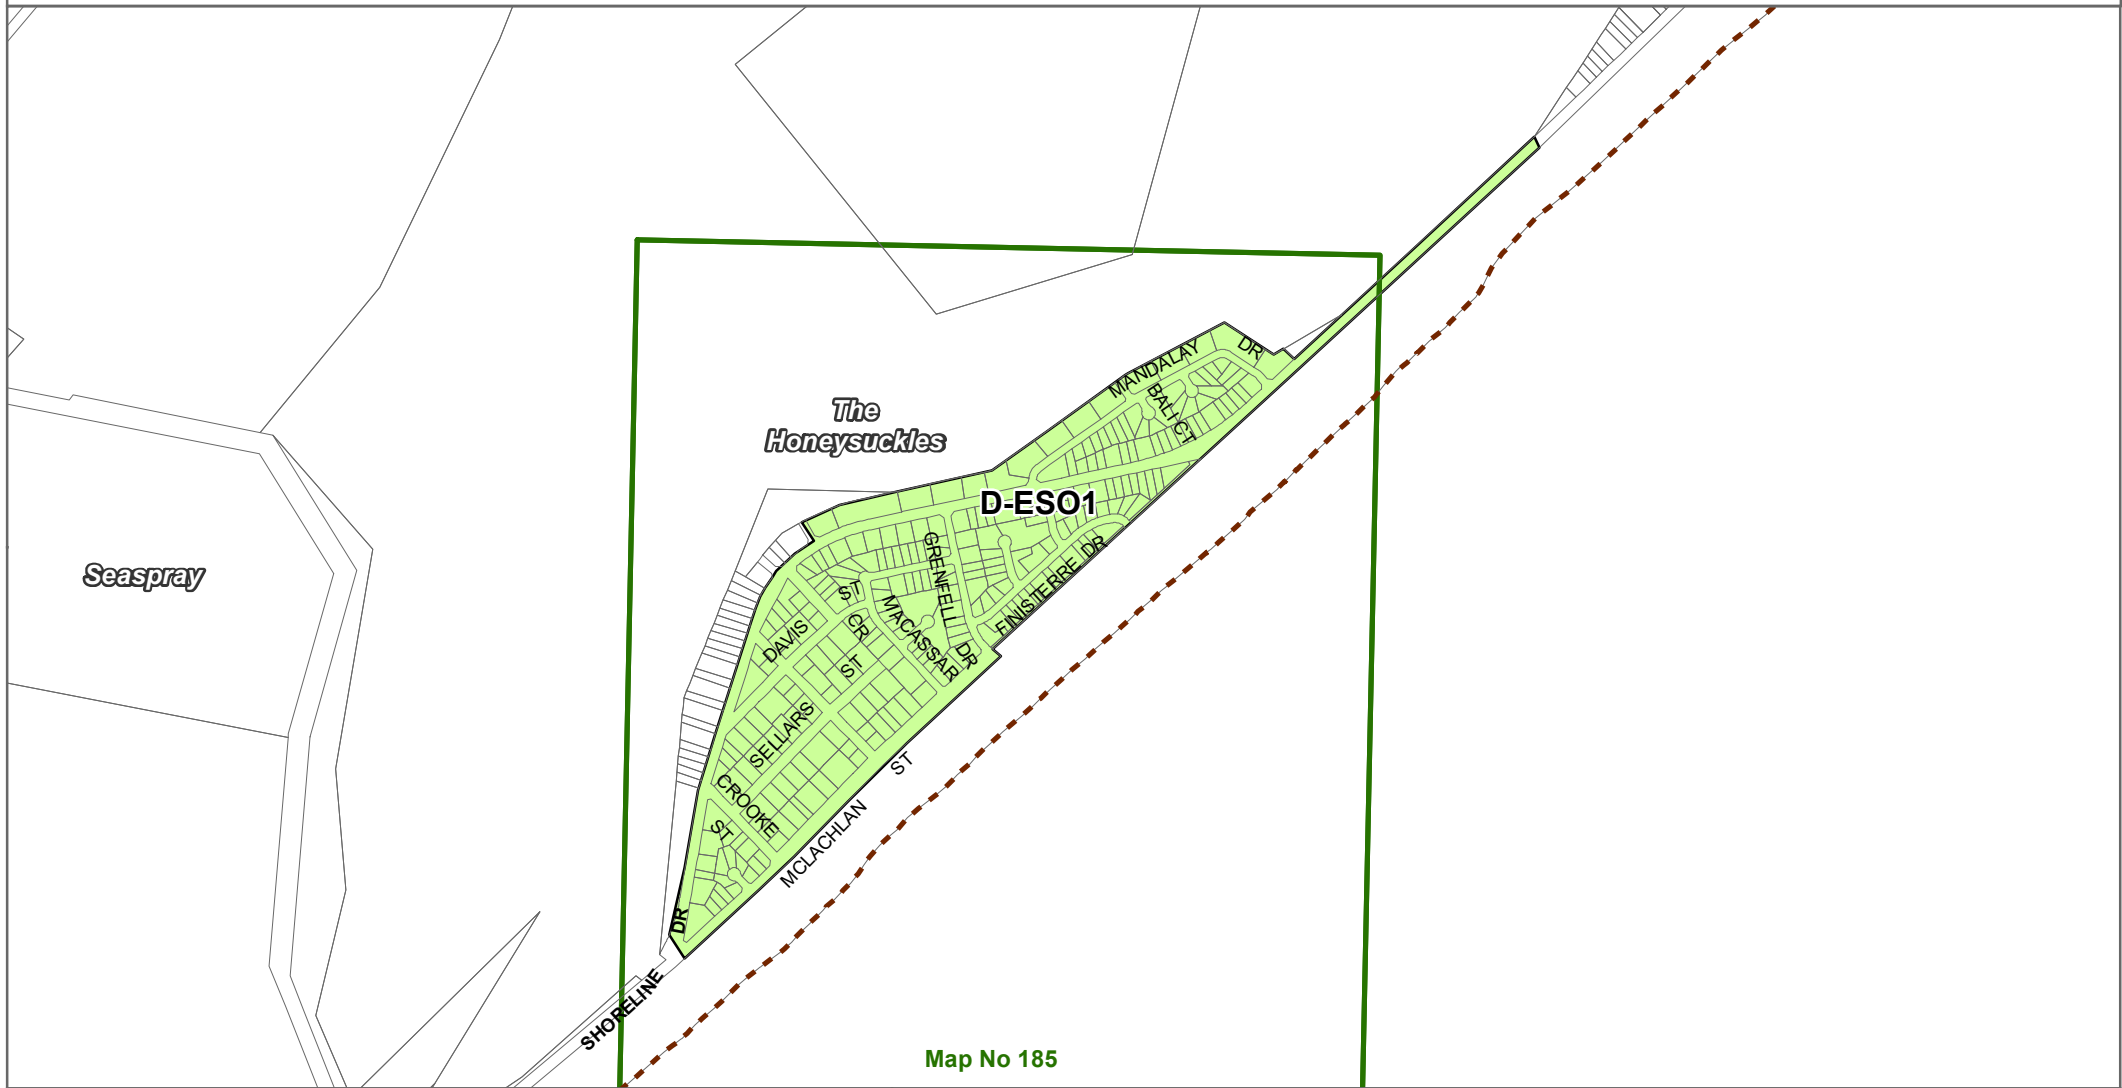 MANDALAY DR
BALI CT
The
Honeysuckles
D-ESO1
GRENFELL DR
FINISTERRE DR
Seaspray
ST
DAVIS ST
MACASSAR CR
SELLARS ST
CROOKE ST
MCLACHLAN ST
SHORELINE DR
Map No 185